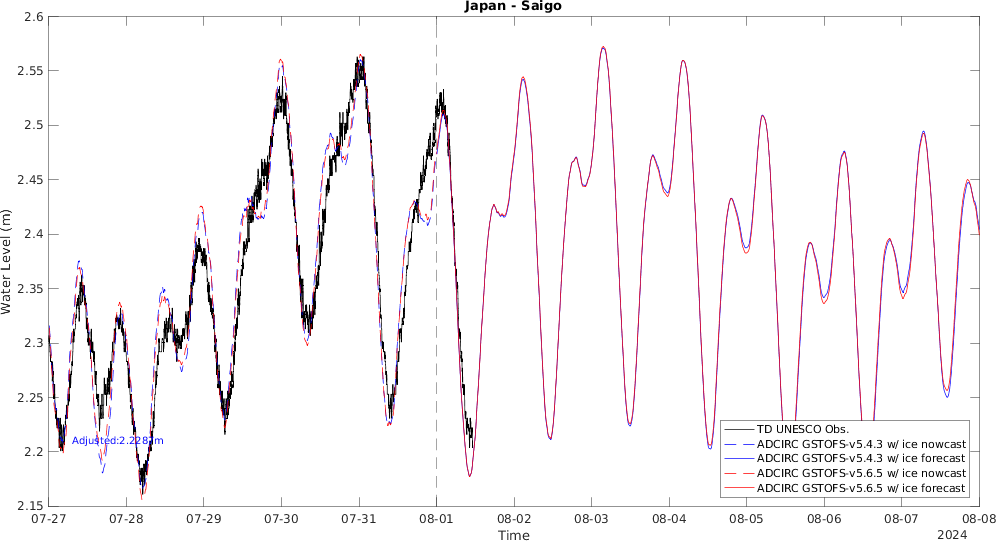 Japan - Saigo
2.6
2.55
2.5
2.45
2.4
2.35
2.3
2.25
2.2
2.15
Water Level (m)
Adjusted:2.2287m
TD UNESCO Obs.
ADCIRC GSTOFS-v5.4.3 w/ ice nowcast
ADCIRC GSTOFS-v5.4.3 w/ ice forecast
ADCIRC GSTOFS-v5.6.5 w/ ice nowcast
ADCIRC GSTOFS-v5.6.5 w/ ice forecast
07-27 07-28 07-29 07-30 07-31 08-01 08-02 08-03 08-04 08-05 08-06 08-07 08-08
Time
2024